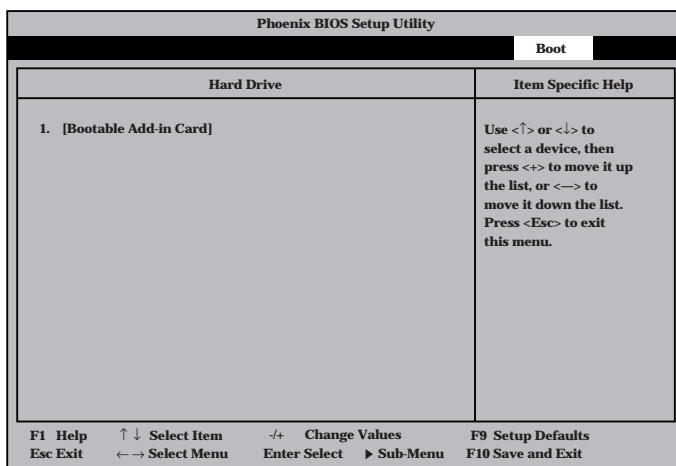 Phoenix BIOS Setup Utility
Boot
Hard Drive
Item Specific Help
1. [Bootable Add-in Card]
Use <↑> or <↓> to
select a device, then
press <+> to move it up
the list, or <—> to
move it down the list.
Press <Esc> to exit
this menu.
F1 Help ↑ ↓ Select Item -/+ Change Values F9 Setup Defaults
Esc Exit ← → Select Menu Enter Select ▶ Sub-Menu F10 Save and Exit